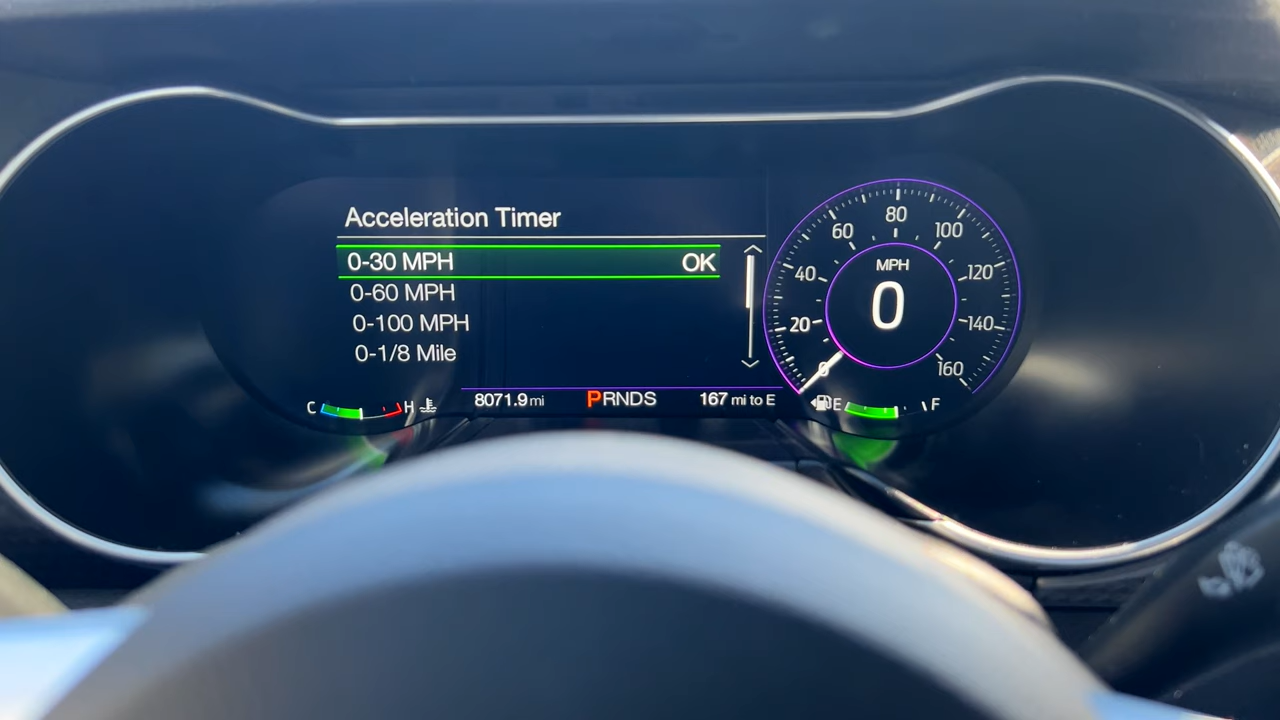 Acceleration Timer
0-30 MPH OK
0-60 MPH
0-100 MPH
0-1/8 Mile
C H
8071.9 mi PRNDS 167 mi to E
0 20 40 60 80 100 120 140 160
MPH
0
E F